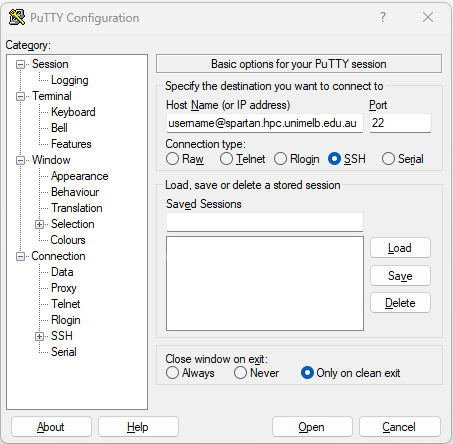 PuTTY Configuration
?
Category:
Session
Logging
Terminal
Keyboard
Bell
Features
Window
Appearance
Behaviour
Translation
Selection
Colours
Connection
Data
Proxy
Telnet
Rlogin
SSH
Serial
Basic options for your PuTTY session
Specify the destination you want to connect to
Host Name (or IP address) Port
username@spartan.hpc.unimelb.edu.au 22
Connection type:
Raw Telnet Rlogin SSH Serial
Load, save or delete a stored session
Saved Sessions
Load
Save
Delete
Close window on exit:
Always Never Only on clean exit
About Help Open Cancel